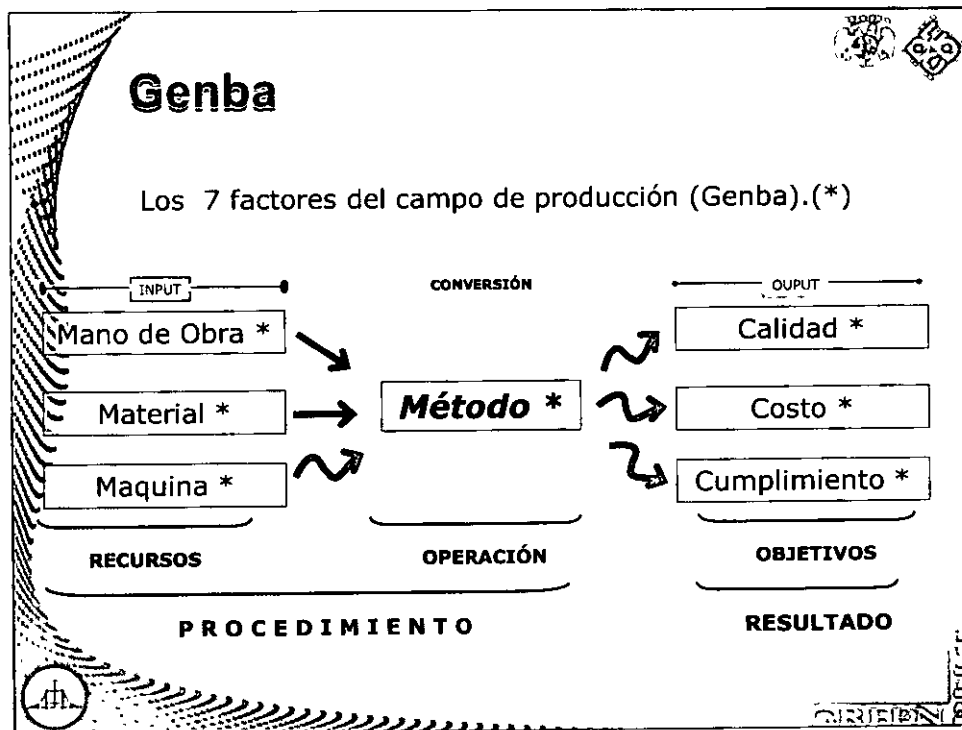 Genba
Los 7 factores del campo de producción (Genba).(*)
INPUT
CONVERSIÓN
OUPUT
Mano de Obra *
Calidad *
Material *
Método *
Costo *
Maquina *
Cumplimiento *
RECURSOS
OPERACIÓN
OBJETIVOS
PROCEDIMIENTO
RESULTADO